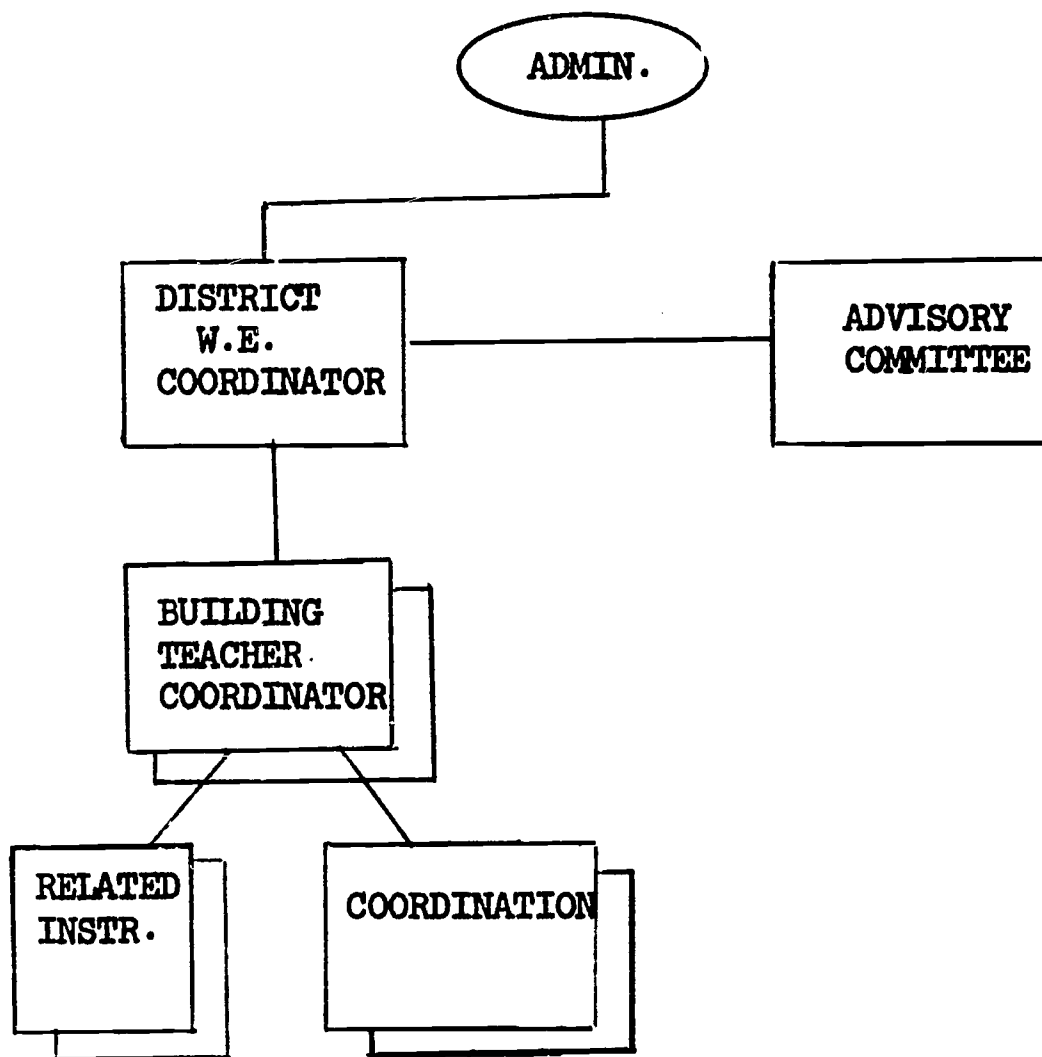 ADMIN.
DISTRICT
W.E.
COORDINATOR
ADVISORY
COMMITTEE
BUILDING
TEACHER
COORDINATOR
RELATED
INSTR.
COORDINATION